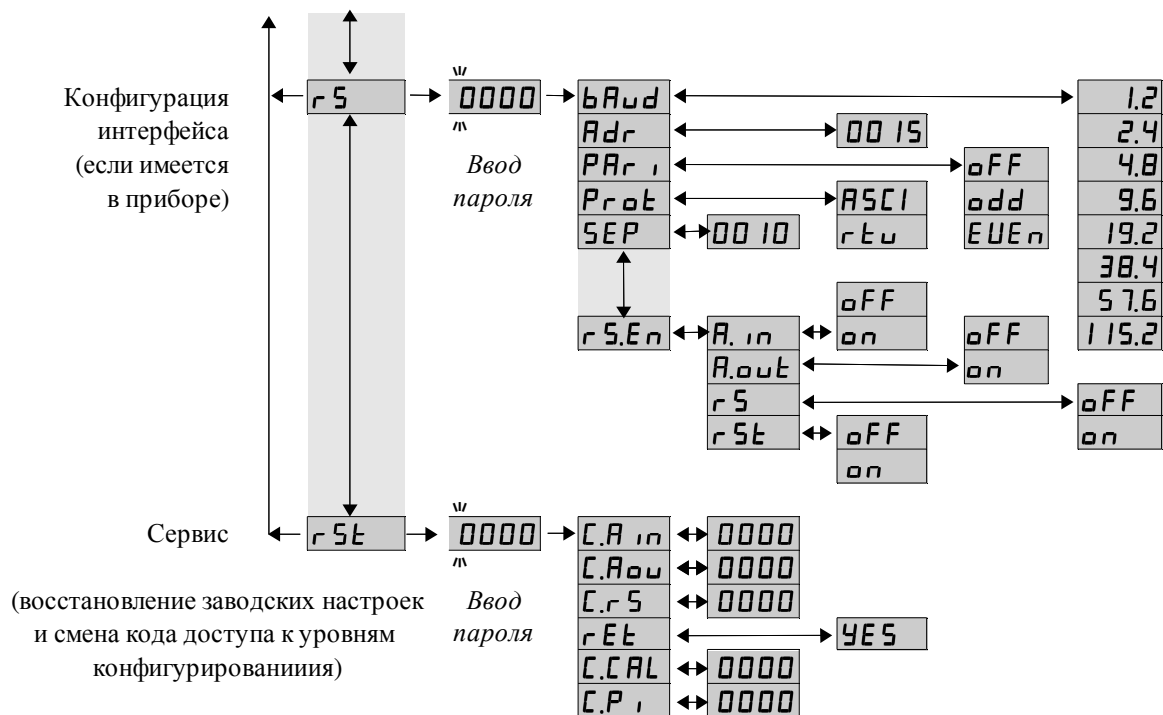 Конфигурация
интерфейса
(если имеется
в приборе)
rS
0000
Ввод
пароля
bAud
Adr
PAri
Prot
SEP
rS.En
0015
0010
oFF
odd
EUEn
ASCI
rtu
1.2
2.4
4.8
9.6
19.2
38.4
57.6
115.2
A.in
A.out
rS
rSt
oFF
on
oFF
on
oFF
on
oFF
on
Сервис
(восстановление заводских настроек
и смена кода доступа к уровням
конфигурированииия)
rSt
0000
Ввод
пароля
C.Ain
0000
C.Aou
0000
C.rS
0000
rEt
YES
C.CAL
0000
C.Pi
0000